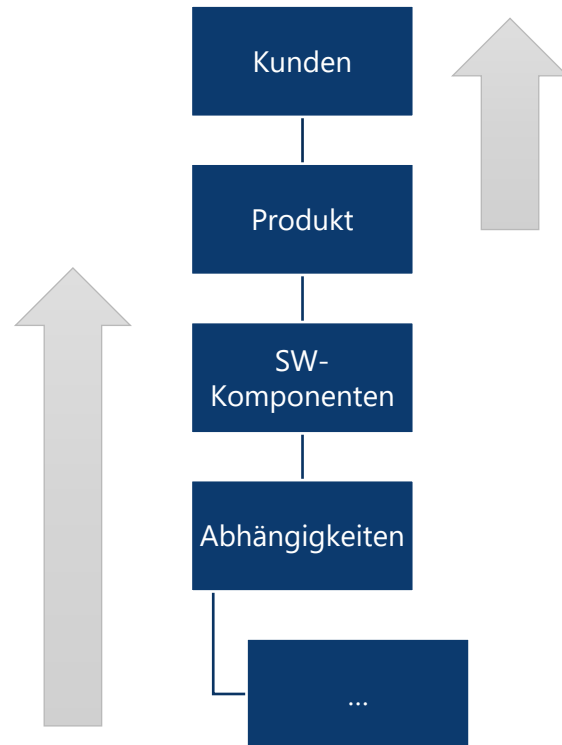 Kunden
Produkt
SW-
Komponenten
Abhängigkeiten
...